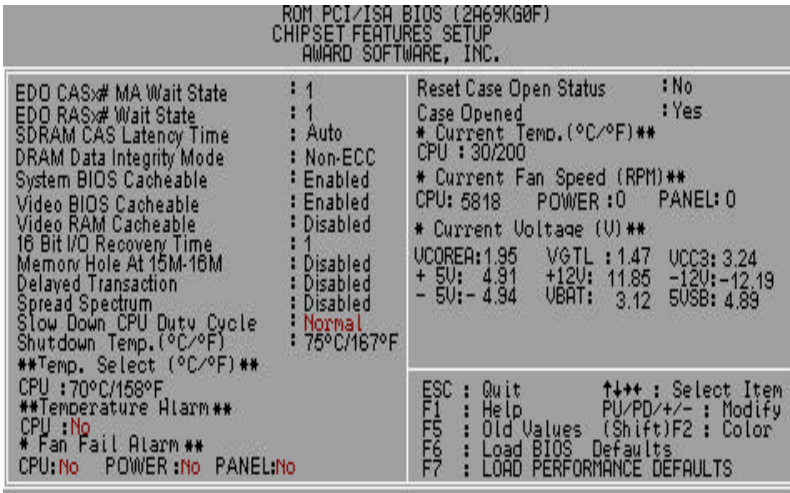 ROM PCI/ISA BIOS (2A69KG0F)
CHIPSET FEATURES SETUP
AWARD SOFTWARE, INC.
EDO CASx# MA Wait State : 1
EDO RASx# Wait State : 1
SDRAM CAS Latency Time : Auto
DRAM Data Integrity Mode : Non-ECC
System BIOS Cacheable : Enabled
Video BIOS Cacheable : Enabled
Video RAM Cacheable : Disabled
16 Bit I/O Recovery Time : 1
Memory Hole At 15M-16M : Disabled
Delayed Transaction : Disabled
Spread Spectrum : Disabled
Slow Down CPU Duty Cycle : Normal
Shutdown Temp.(°C/°F) : 75°C/167°F
**Temp. Select (°C/°F)**
CPU :70°C/158°F
**Temperature Alarm**
CPU :No
* Fan Fail Alarm **
CPU:No POWER :No PANEL:No
Reset Case Open Status :No
Case Opened :Yes
* Current Temp.(°C/°F)**
CPU : 30/200
* Current Fan Speed (RPM)**
CPU: 5818 POWER :0 PANEL: 0
* Current Voltage (V)**
VCOREA:1.95 VGTL : 1.47 VCC3: 3.24
+ 5V: 4.91 +12V: 11.85 -12V:-12.19
- 5V:- 4.94 VBAT: 3.12 5VSB: 4.89
ESC : Quit ↑↓→← : Select Item
F1 : Help PU/PD/+/- : Modify
F5 : Old Values (Shift)F2 : Color
F6 : Load BIOS Defaults
F7 : LOAD PERFORMANCE DEFAULTS